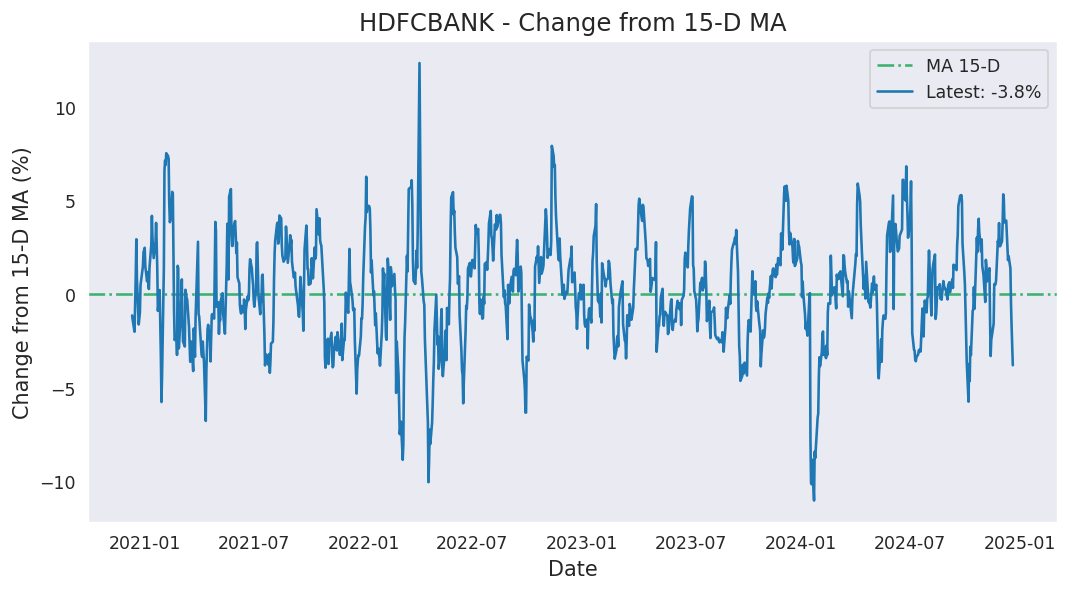 HDFCBANK - Change from 15-D MA
MA 15-D
Latest: -3.8%
Change from 15-D MA (%)
10
5
0
−5
−10
2021-01
2021-07
2022-01
2022-07
2023-01
2023-07
2024-01
2024-07
2025-01
Date